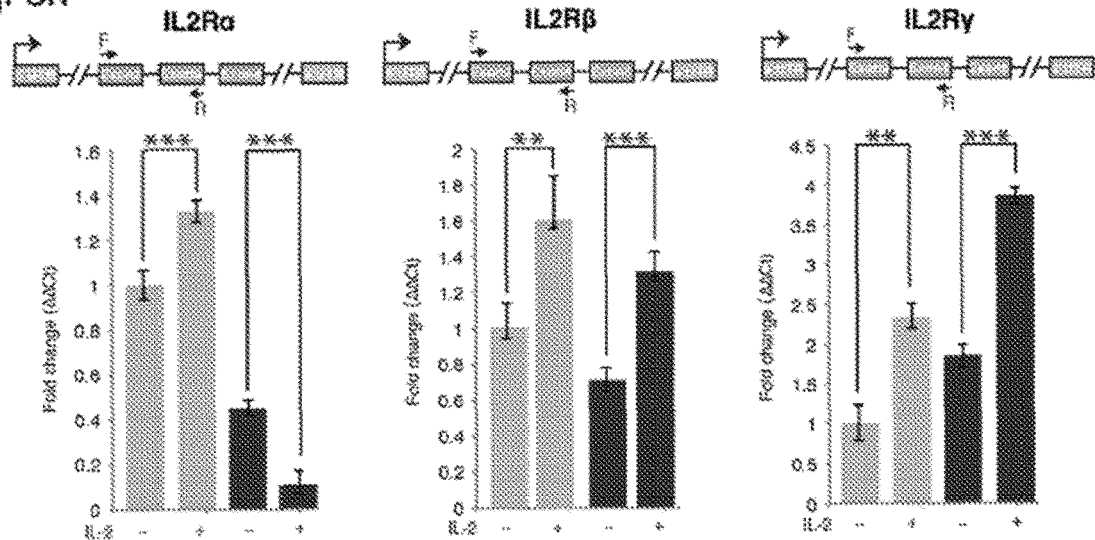 IL2Rα
F
R
Fold change (ΔΔCt)
1.6
1.4
1.2
1
0.8
0.6
0.4
0.2
0
***
***
IL-2 - + - +
IL2Rβ
F
R
Fold change (ΔΔCt)
2
1.8
1.6
1.4
1.2
1
0.8
0.6
0.4
0.2
0
**
***
IL-2 - + - +
IL2Rγ
F
R
Fold change (ΔΔCt)
4.5
4
3.5
3
2.5
2
1.5
1
0.5
0
**
***
IL-2 - + - +